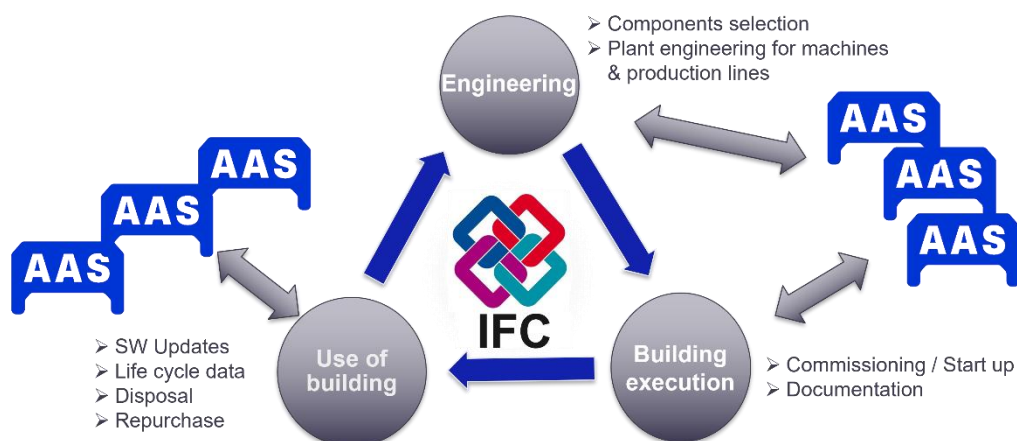 ➢ Components selection
➢ Plant engineering for machines
& production lines
Engineering
AAS
AAS
AAS
AAS
AAS
AAS
IFC
Use of
building
Building
execution
➢ SW Updates
➢ Life cycle data
➢ Disposal
➢ Repurchase
➢ Commissioning / Start up
➢ Documentation